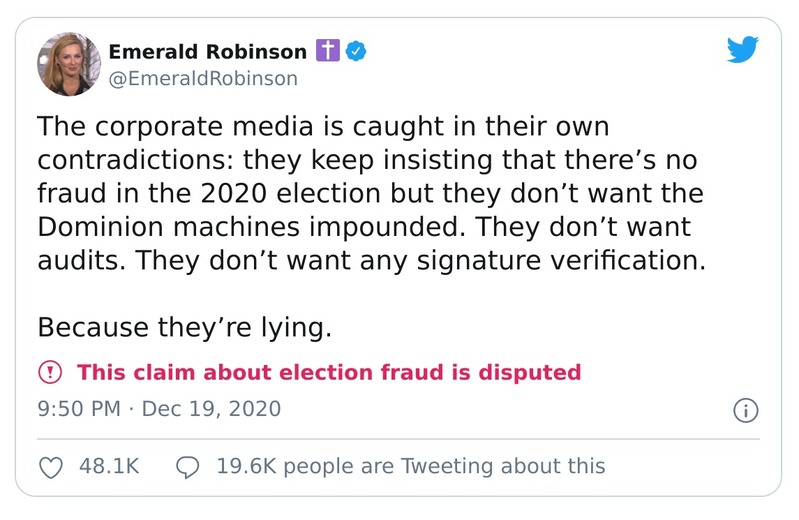 Emerald Robinson ✝️
@EmeraldRobinson
The corporate media is caught in their own
contradictions: they keep insisting that there’s no
fraud in the 2020 election but they don’t want the
Dominion machines impounded. They don’t want
audits. They don’t want any signature verification.
Because they’re lying.
This claim about election fraud is disputed
9:50 PM · Dec 19, 2020
48.1K 19.6K people are Tweeting about this